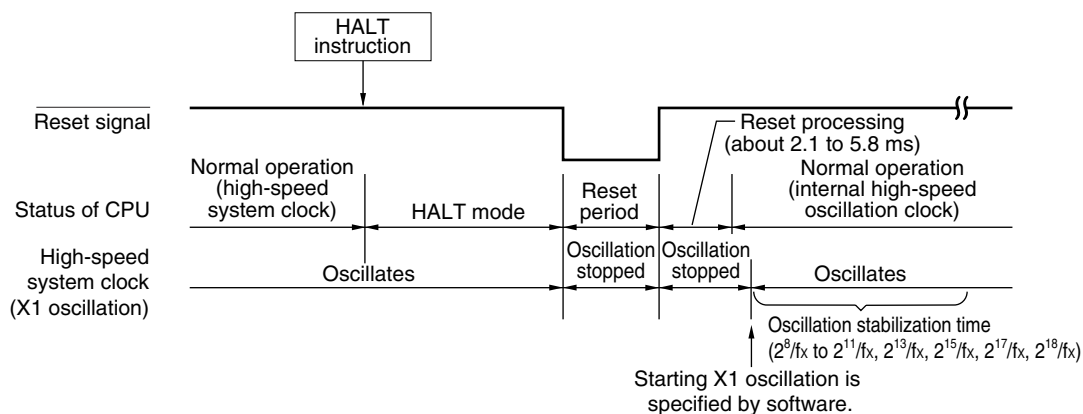 HALT
instruction
Reset signal
Reset processing
(about 2.1 to 5.8 ms)
Normal operation
(high-speed
system clock)
Status of CPU
HALT mode
Reset
period
Normal operation
(internal high-speed
oscillation clock)
High-speed
system clock
(X1 oscillation)
Oscillates
Oscillation
stopped
Oscillation
stopped
Oscillates
Oscillation stabilization time
(2⁸/fx to 2¹¹/fx, 2¹³/fx, 2¹⁵/fx, 2¹⁷/fx, 2¹⁸/fx)
Starting X1 oscillation is
specified by software.